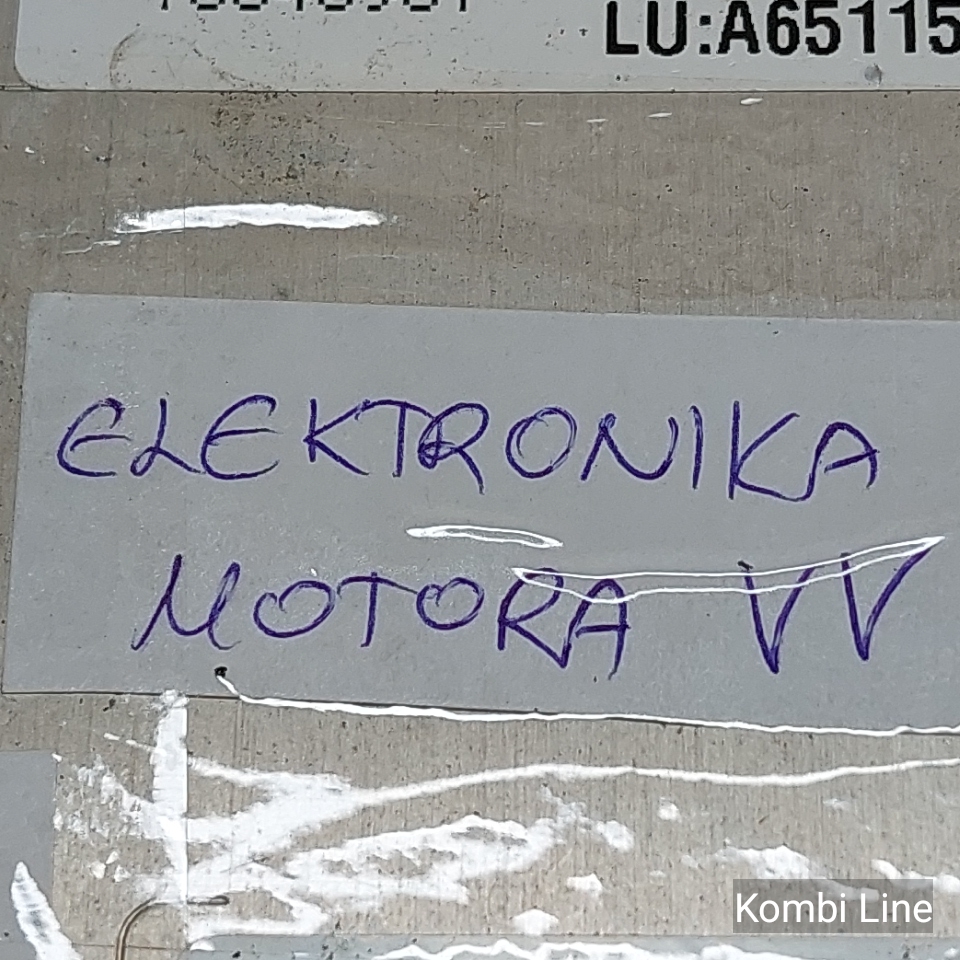 LU:A65115
ELEKTRONIKA
MOTORA VV
Kombi Line